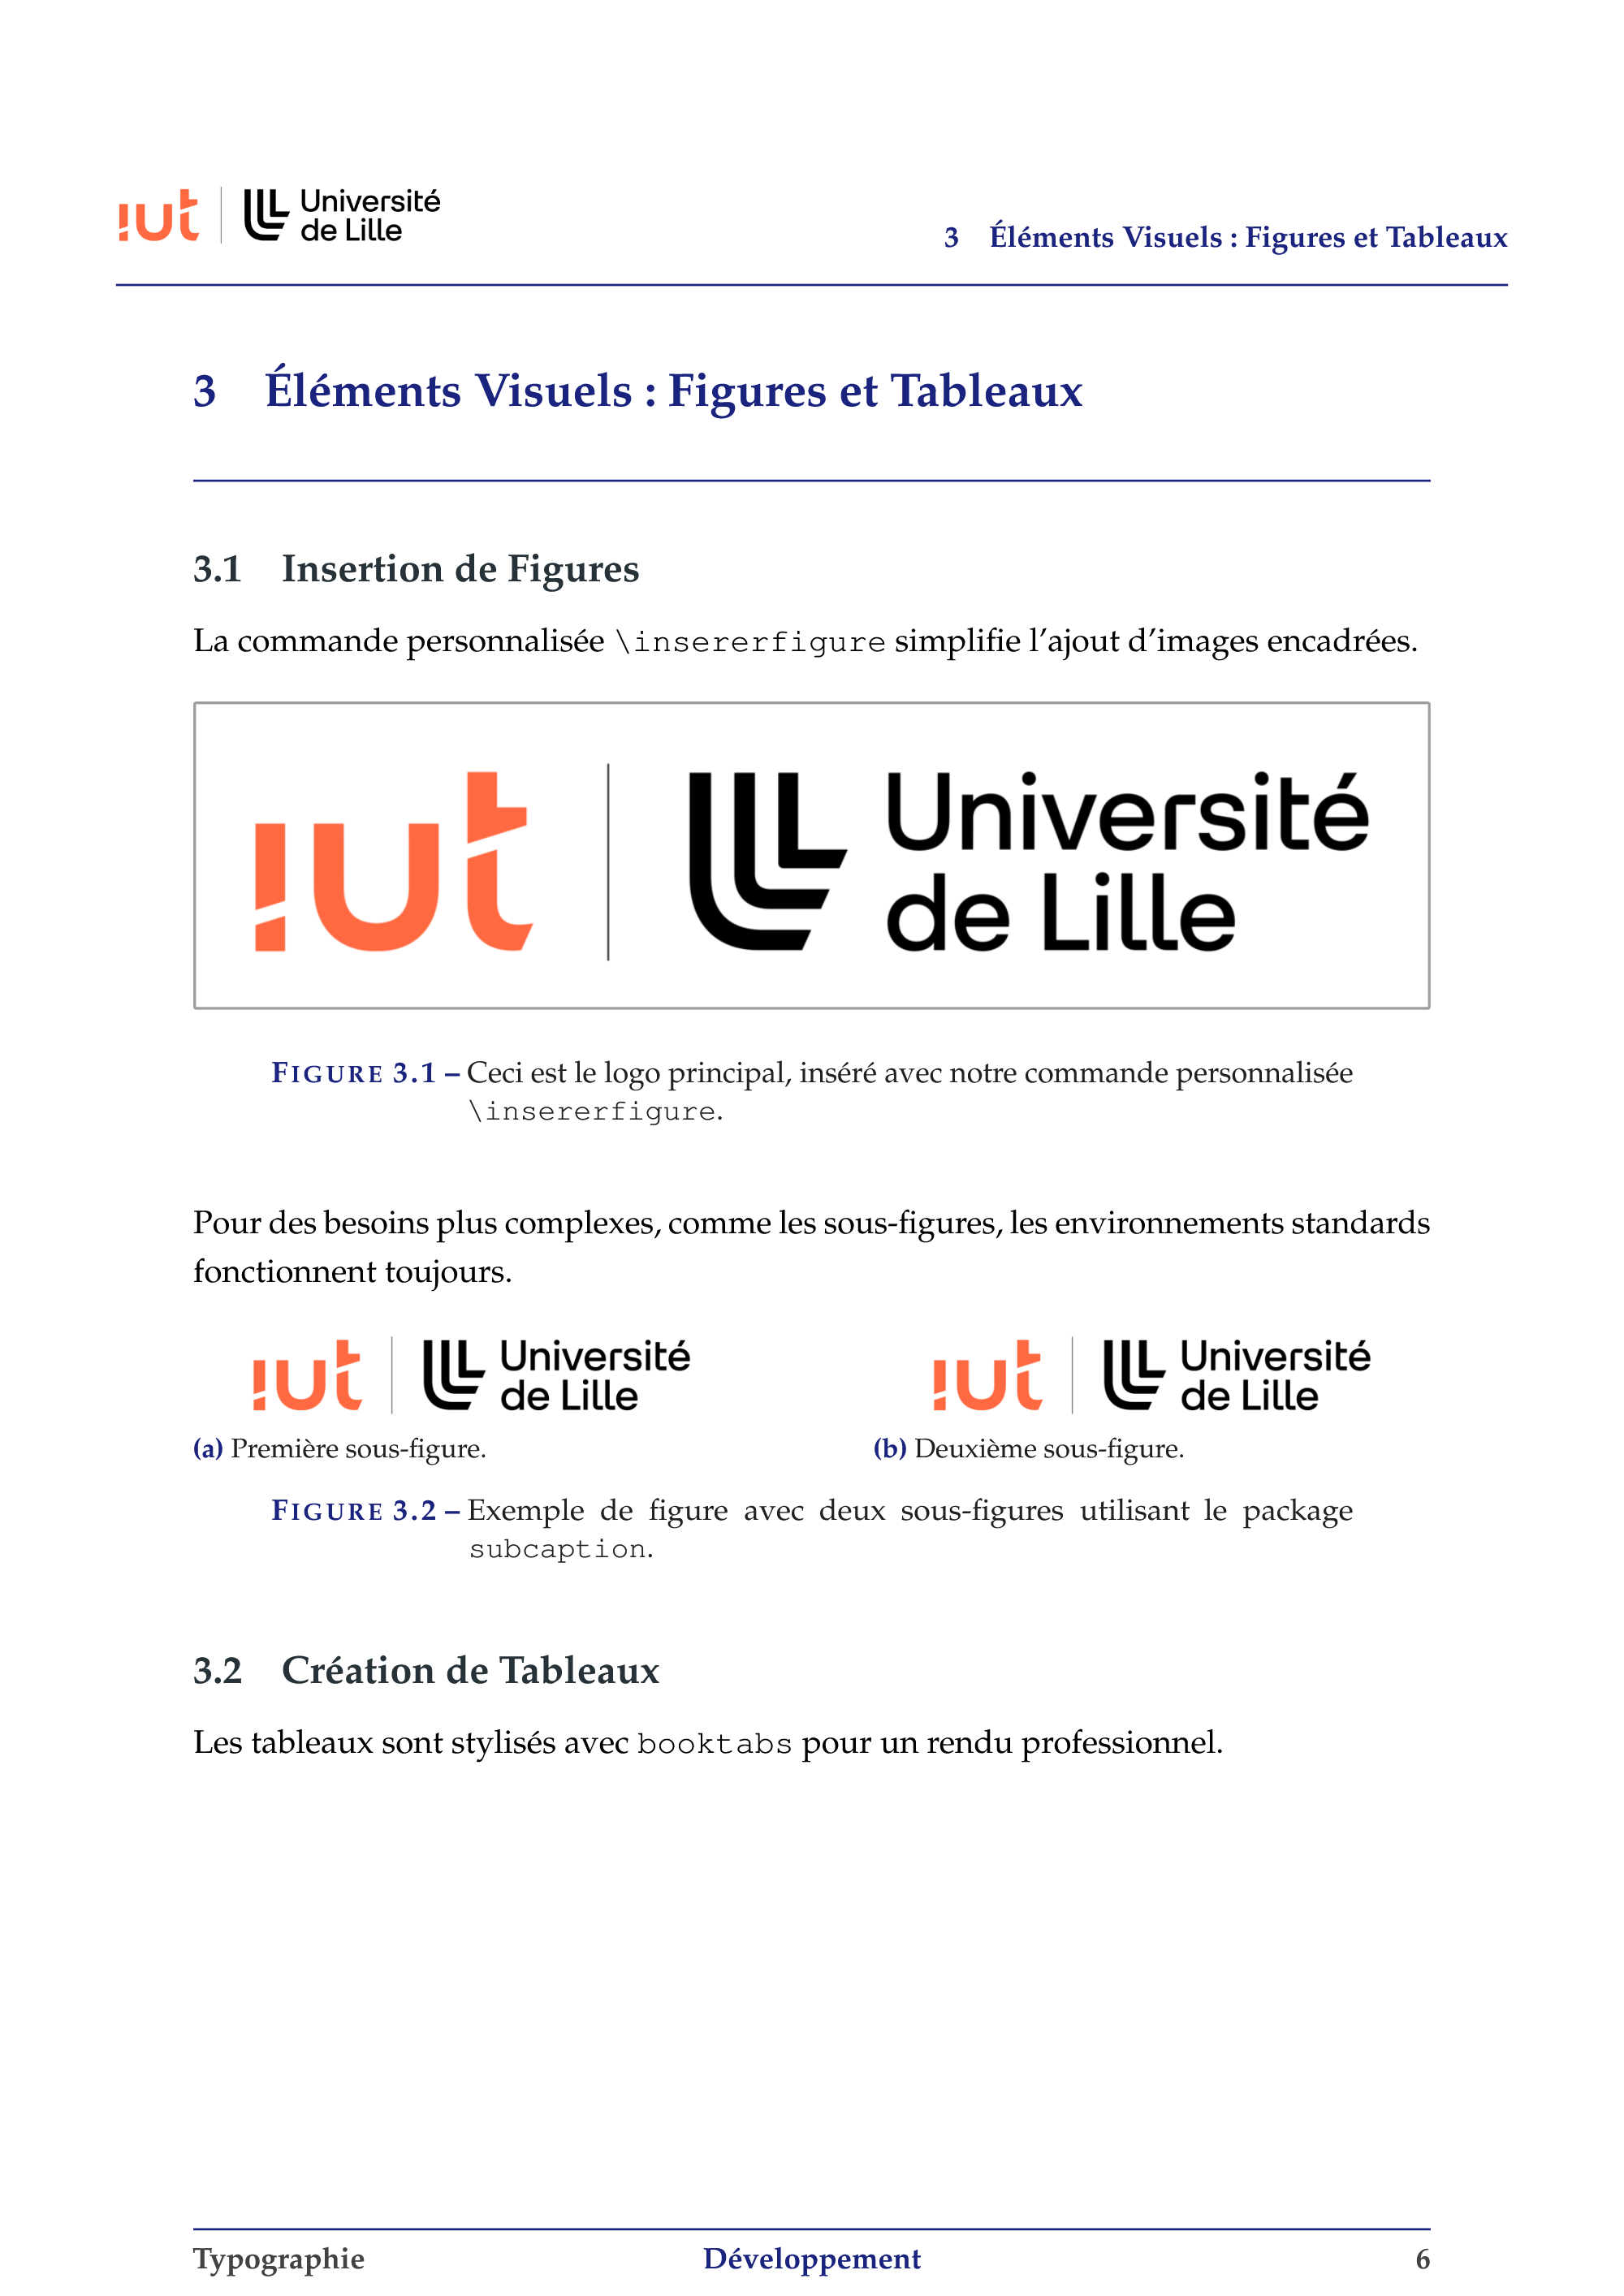 iut Université
de Lille
3 Éléments Visuels : Figures et Tableaux
3 Éléments Visuels : Figures et Tableaux
3.1 Insertion de Figures
La commande personnalisée \insererfigure simplifie l'ajout d'images encadrées.
iut Université
de Lille
FIGURE 3.1 – Ceci est le logo principal, inséré avec notre commande personnalisée
\insererfigure.
Pour des besoins plus complexes, comme les sous-figures, les environnements standards
fonctionnent toujours.
iut Université
de Lille
(a) Première sous-figure.
iut Université
de Lille
(b) Deuxième sous-figure.
FIGURE 3.2 – Exemple de figure avec deux sous-figures utilisant le package
subcaption.
3.2 Création de Tableaux
Les tableaux sont stylisés avec booktabs pour un rendu professionnel.
Typographie Développement 6